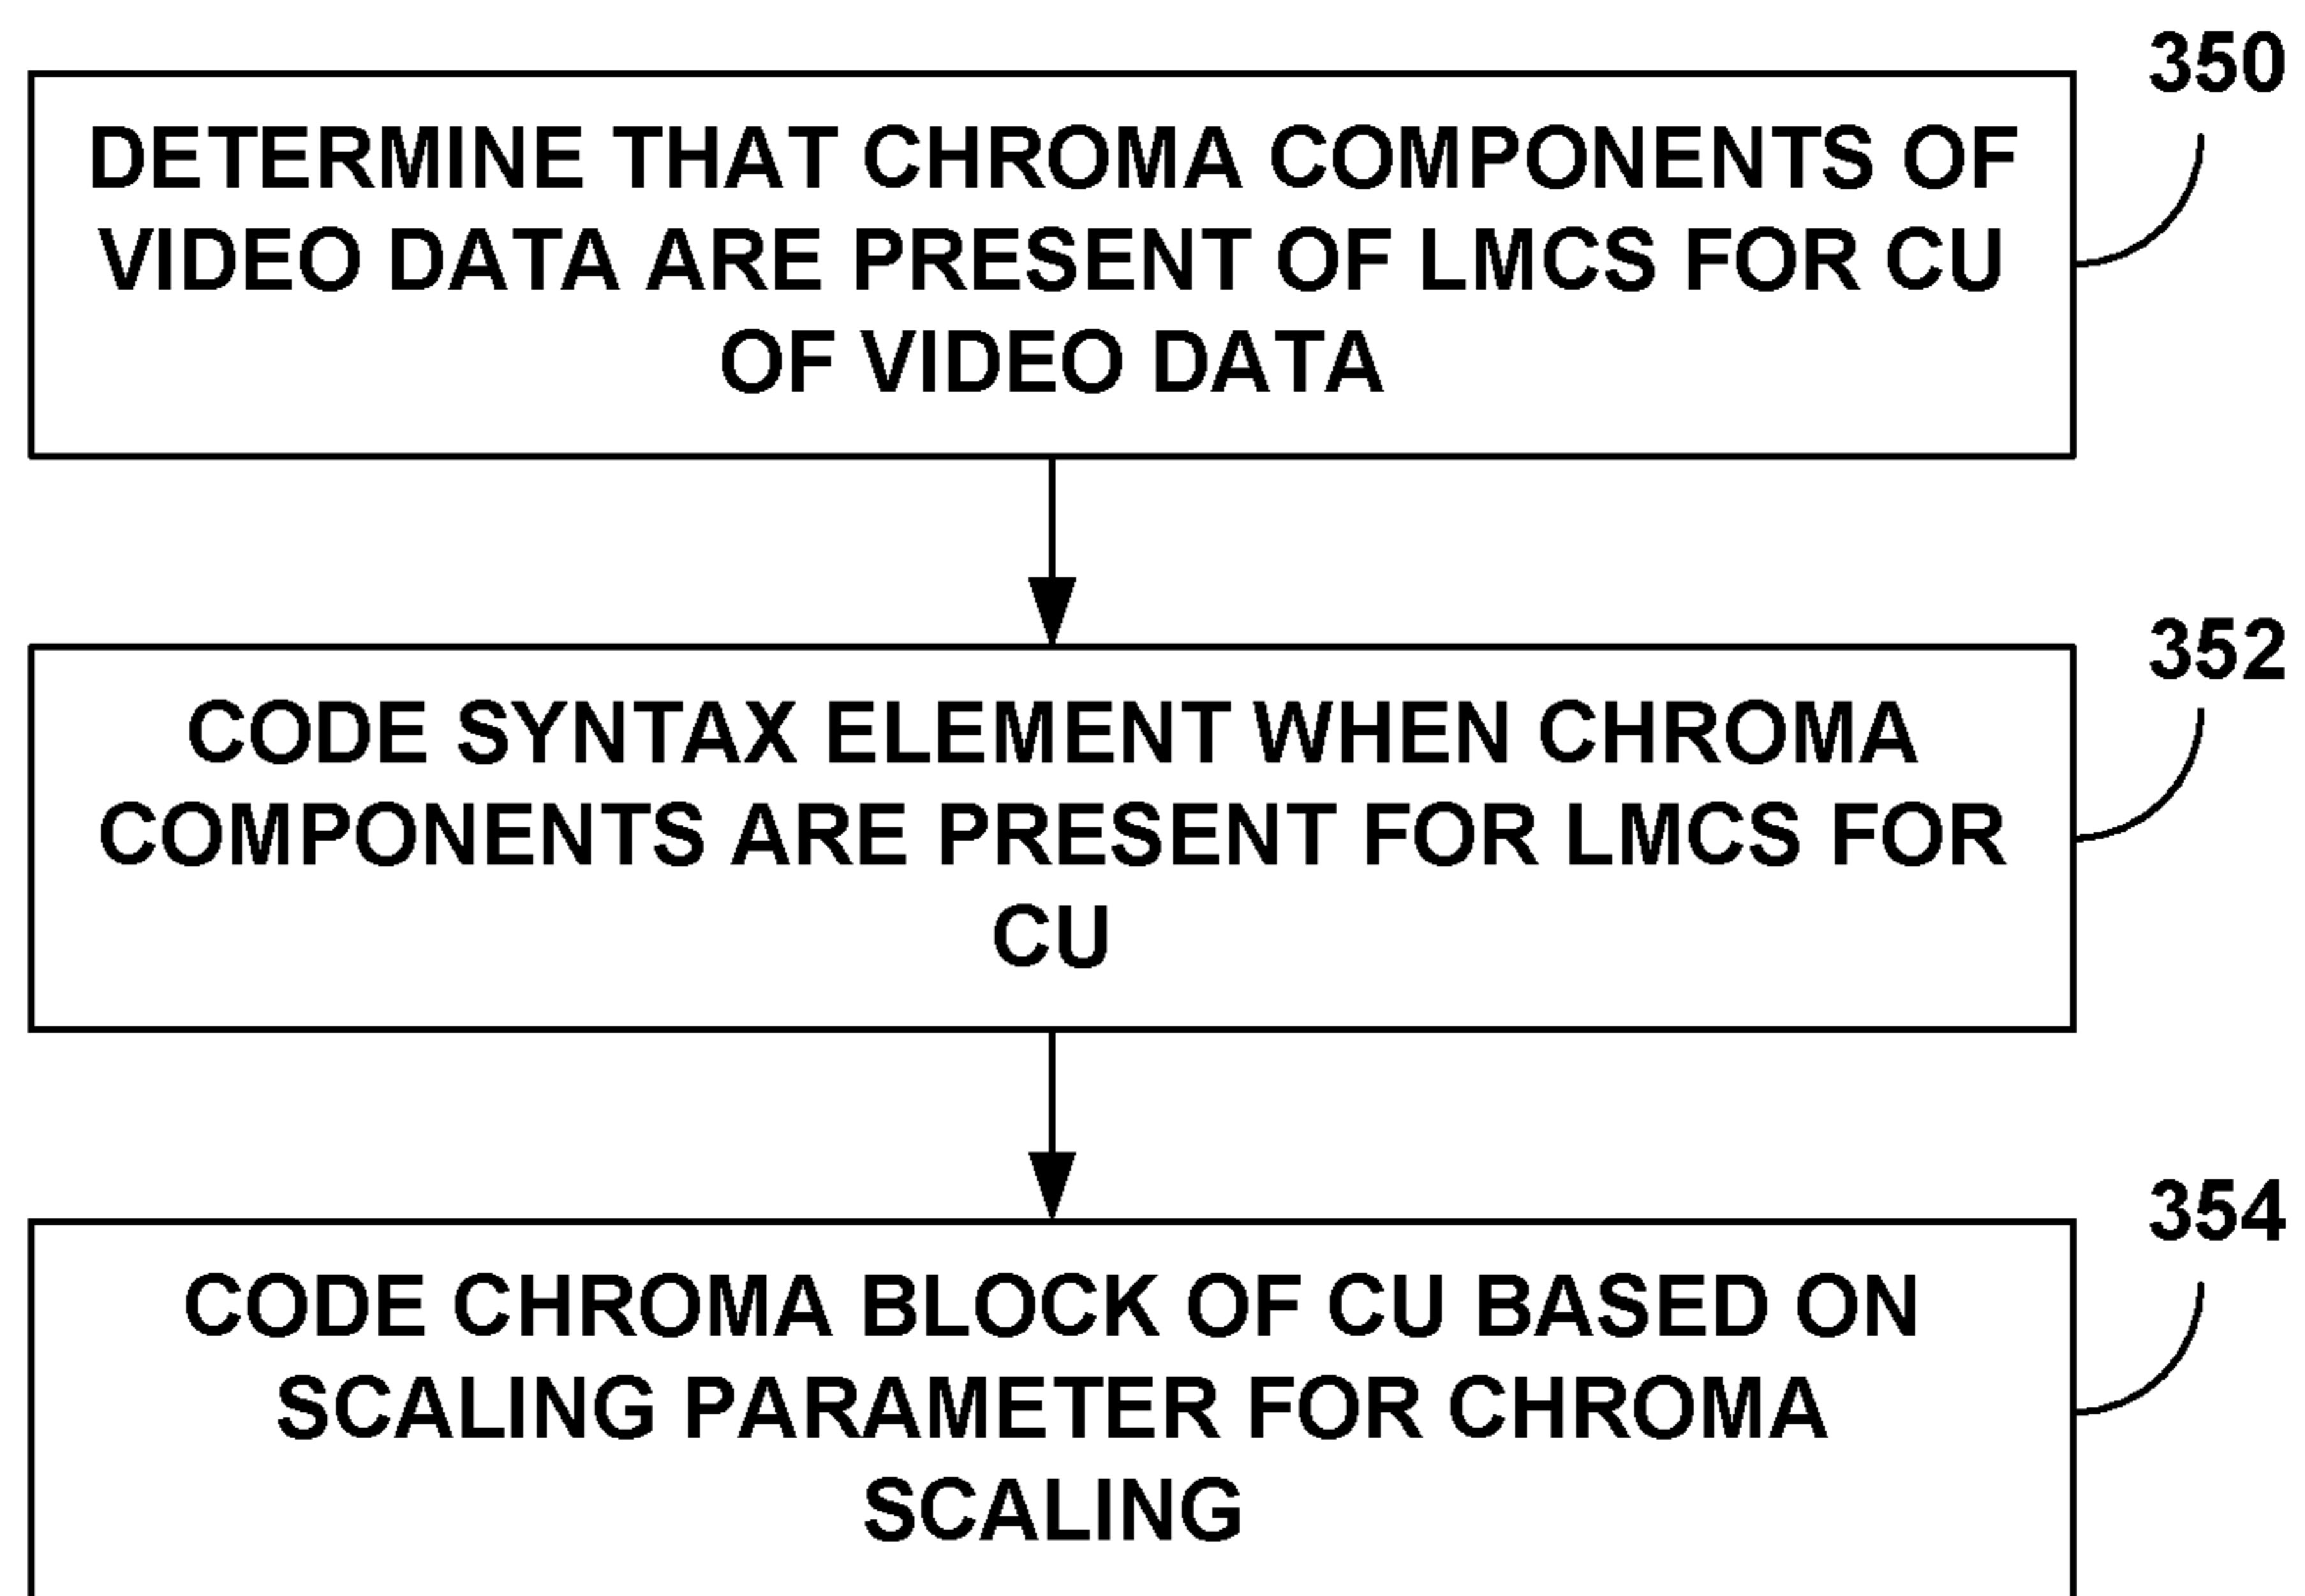 350
DETERMINE THAT CHROMA COMPONENTS OF
VIDEO DATA ARE PRESENT OF LMCS FOR CU
OF VIDEO DATA
352
CODE SYNTAX ELEMENT WHEN CHROMA
COMPONENTS ARE PRESENT FOR LMCS FOR
CU
354
CODE CHROMA BLOCK OF CU BASED ON
SCALING PARAMETER FOR CHROMA
SCALING